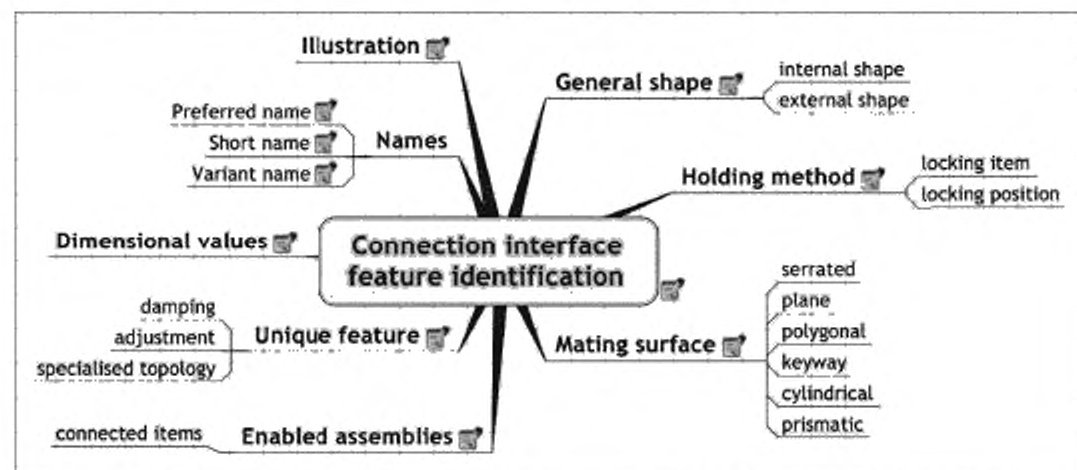 Illustration
Preferred name
Short name
Variant name
Names
Dimensional values
damping
adjustment
specialised topology
Unique feature
connected items
Enabled assemblies
Connection interface
feature identification
General shape
internal shape
external shape
Holding method
locking item
locking position
Mating surface
serrated
plane
polygonal
keyway
cylindrical
prismatic